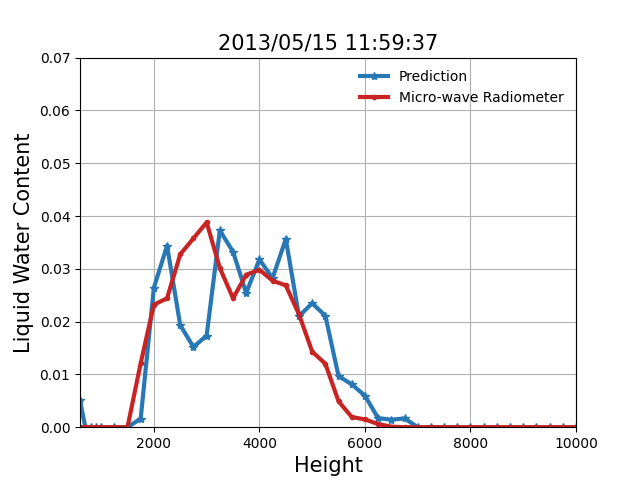 2013/05/15 11:59:37
Prediction
Micro-wave Radiometer
Liquid Water Content
0.07
0.06
0.05
0.04
0.03
0.02
0.01
0.00
2000 4000 6000 8000 10000
Height